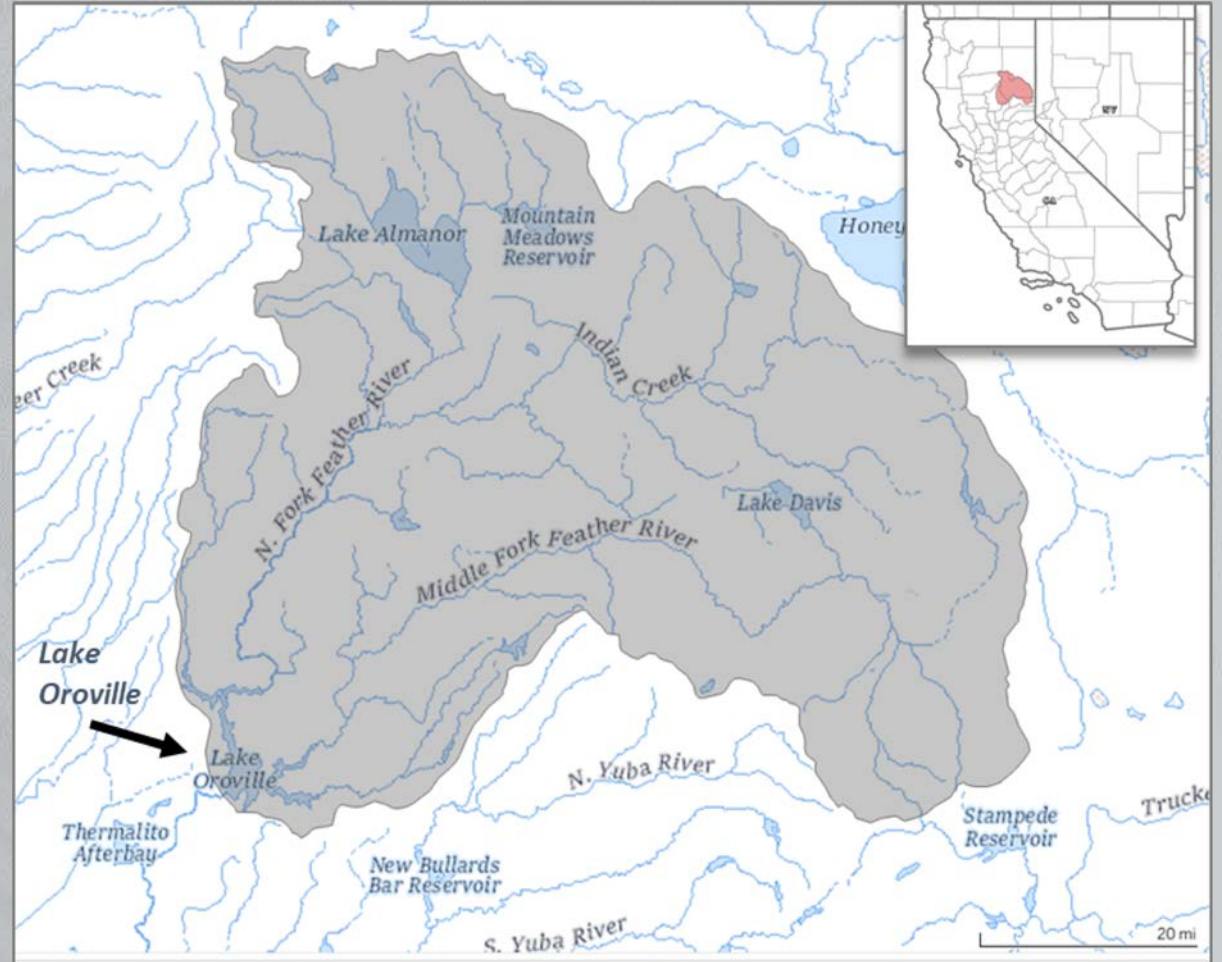 NV
CA
Honey
Mountain
Meadows
Reservoir
Lake Almanor
eer Creek
Indian Creek
N. Fork Feather River
Lake Davis
Middle Fork Feather River
Lake
Oroville
Lake
Oroville
N. Yuba River
Trucke
Stampede
Reservoir
Thermalito
Afterbay
New Bullards
Bar Reservoir
S. Yuba River
20 mi